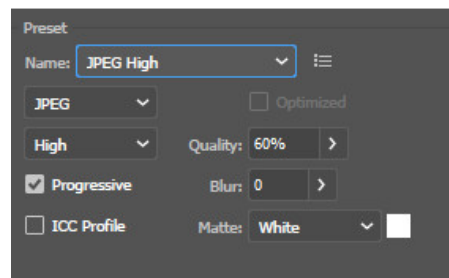 Preset
Name: JPEG High
JPEG Optimized
High Quality: 60%
Progressive Blur: 0
ICC Profile Matte: White